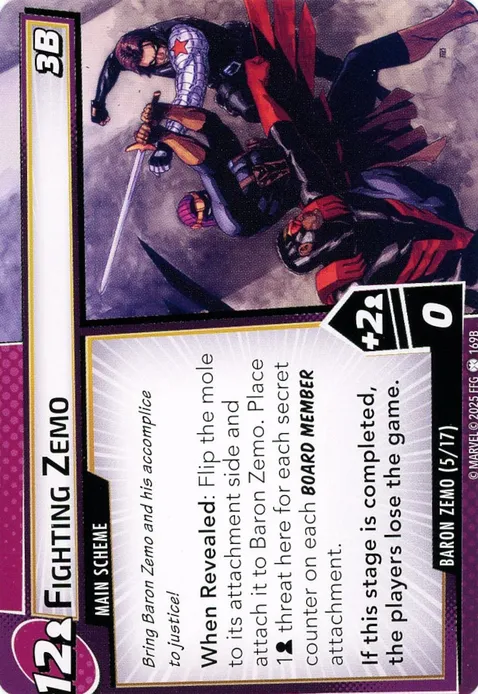 12
FIGHTING ZEMO
3B
MAIN SCHEME
Bring Baron Zemo and his accomplice
to justice!
When Revealed: Flip the mole
to its attachment side and
attach it to Baron Zemo. Place
1 threat here for each secret
counter on each BOARD MEMBER
attachment.
If this stage is completed,
the players lose the game.
+2
0
BARON ZEMO (5/17)
© MARVEL © 2025 FFG 169B